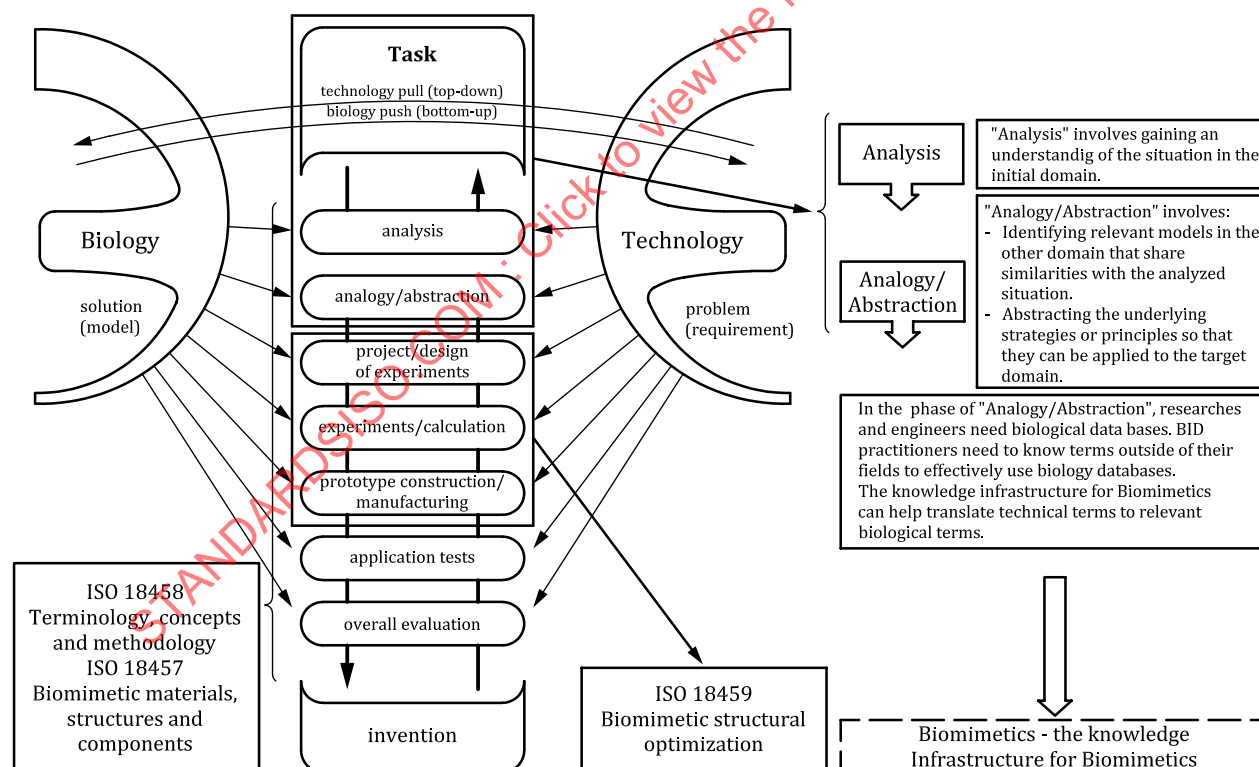 Task
technology pull (top-down)
biology push (bottom-up)
Biology
solution
(model)
analysis
analogy/abstraction
project/design
of experiments
experiments/calculation
prototype construction/
manufacturing
application tests
overall evaluation
invention
Technology
problem
(requirement)
ISO 18458
Terminology, concepts
and methodology
ISO 18457
Biomimetic materials,
structures and
components
ISO 18459
Biomimetic structural
optimization
Analysis
"Analysis" involves gaining an
understandig of the situation in the
initial domain.
Analogy/
Abstraction
"Analogy/Abstraction" involves:
- Identifying relevant models in the
other domain that share
similarities with the analyzed
situation.
- Abstracting the underlying
strategies or principles so that
they can be applied to the target
domain.
In the phase of "Analogy/Abstraction", researches
and engineers need biological data bases. BID
practitioners need to know terms outside of their
fields to effectively use biology databases.
The knowledge infrastructure for Biomimetics
can help translate technical terms to relevant
biological terms.
Biomimetics - the knowledge
Infrastructure for Biomimetics
STANDARDSISO.COM : Click to view the